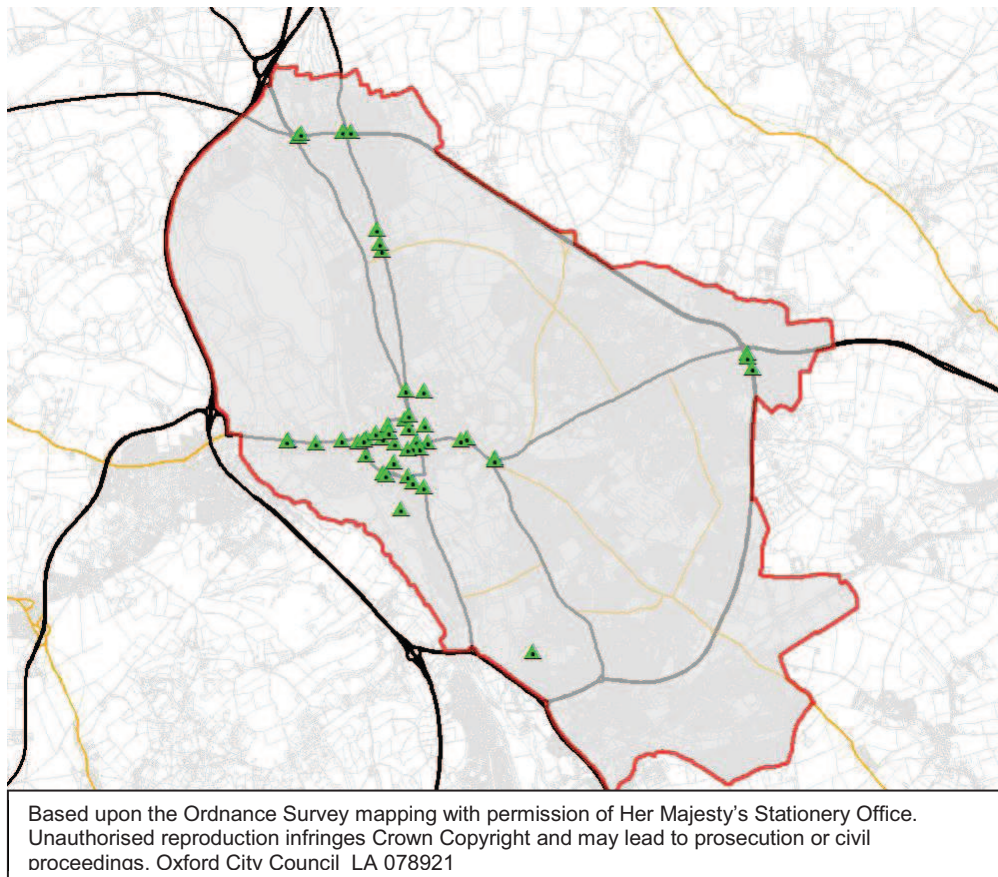 Based upon the Ordnance Survey mapping with permission of Her Majesty's Stationery Office.
Unauthorised reproduction infringes Crown Copyright and may lead to prosecution or civil
proceedings. Oxford City Council LA 078921